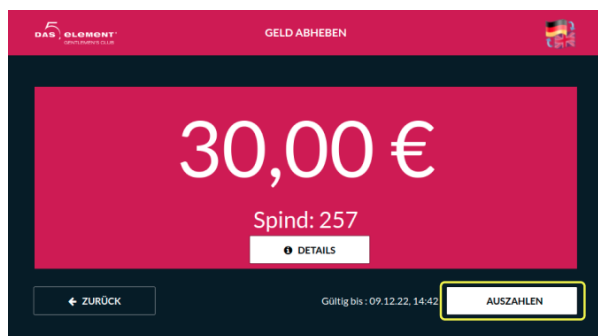 DAS 5 ELEMENT
GENTLEMEN'S CLUB
GELD ABHEBEN
30,00 €
Spind: 257
DETAILS
ZURÜCK
Gültig bis : 09.12.22, 14:42
AUSZAHLEN